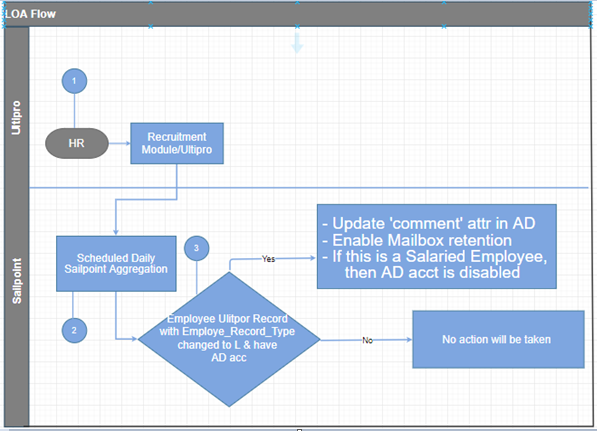 LOA Flow
Ultipro
1
HR
Recruitment
Module/Ultipro
Sailpoint
Scheduled Daily
Sailpoint Aggregation
2
3
Employee Ulitpor Record
with Employe_Record_Type
changed to L & have
AD acc
Yes
- Update 'comment' attr in AD
- Enable Mailbox retention
- If this is a Salaried Employee,
then AD acct is disabled
No
No action will be taken